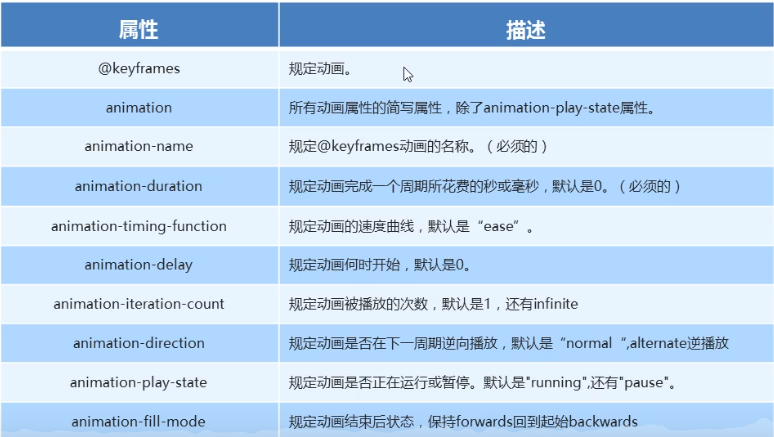 属性 描述
@keyframes 规定动画。
animation 所有动画属性的简写属性，除了animation-play-state属性。
animation-name 规定@keyframes动画的名称。（必须的）
animation-duration 规定动画完成一个周期所花费的秒或毫秒，默认是0。（必须的）
animation-timing-function 规定动画的速度曲线，默认是“ease”。
animation-delay 规定动画何时开始，默认是0。
animation-iteration-count 规定动画被播放的次数，默认是1，还有infinite
animation-direction 规定动画是否在下一周期逆向播放，默认是“normal“,alternate逆播放
animation-play-state 规定动画是否正在运行或暂停。默认是"running",还有"pause"。
animation-fill-mode 规定动画结束后状态，保持forwards回到起始backwards